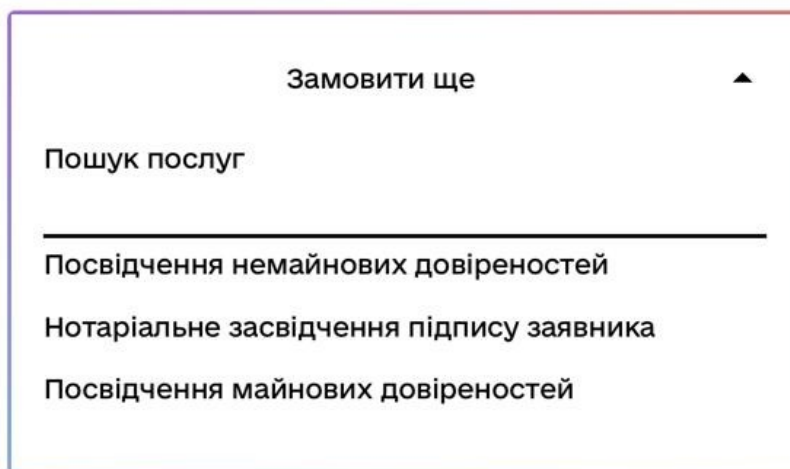 Замовити ще
Пошук послуг
Посвідчення немайнових довіреностей
Нотаріальне засвідчення підпису заявника
Посвідчення майнових довіреностей